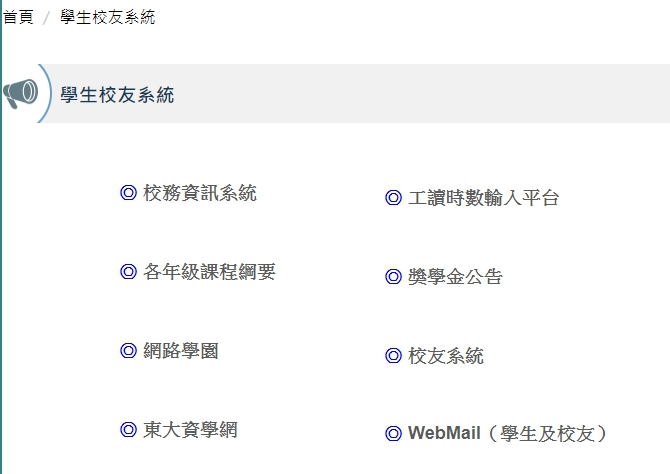 首頁 / 學生校友系統
學生校友系統
◎ 校務資訊系統
◎ 工讀時數輸入平台
◎ 各年級課程綱要
◎ 獎學金公告
◎ 網路學園
◎ 校友系統
◎ 東大資學網
◎ WebMail（學生及校友）